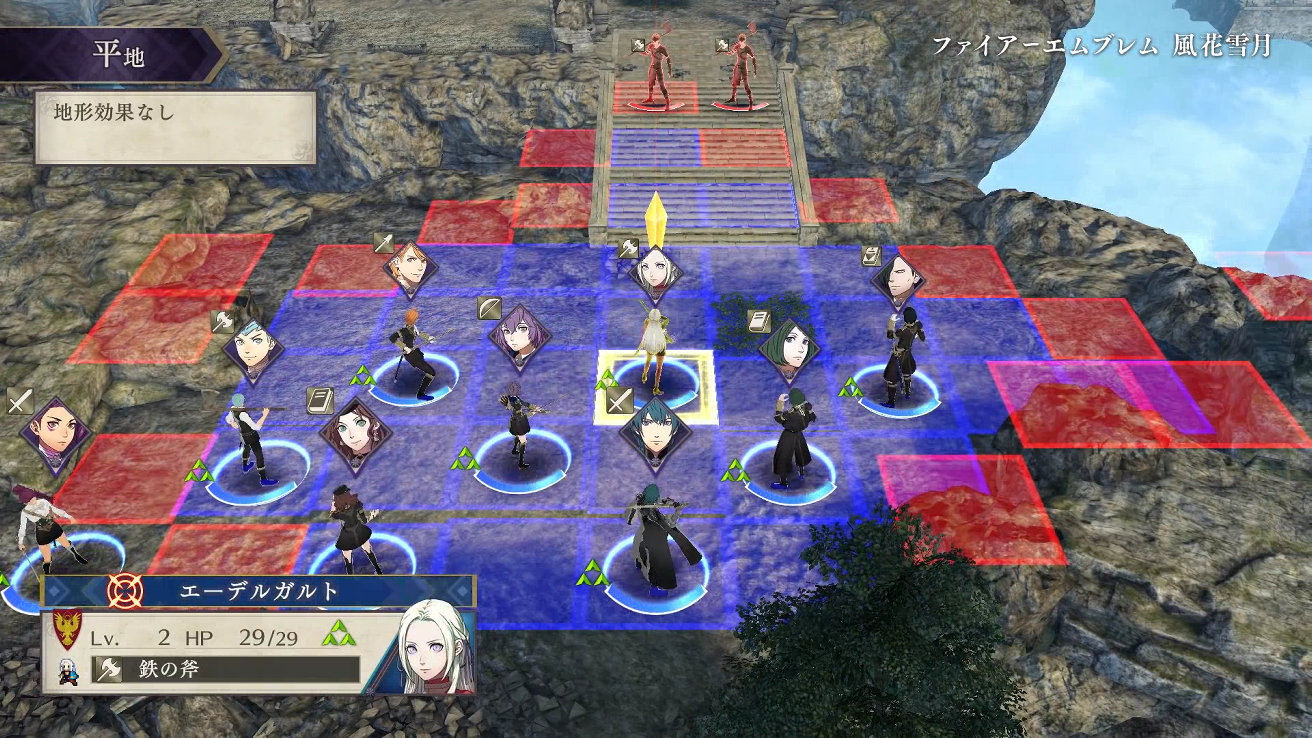 平地
ファイアーエムブレム 風花雪月
地形効果なし
エーデルガルト
Lv. 2 HP 29/29
鉄の斧